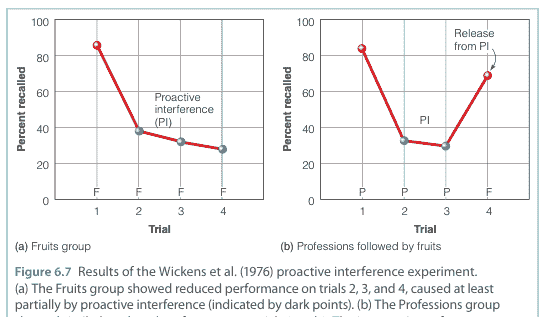 100
80
60
40
20
0
Percent recalled
Proactive
interference
(PI)
F F F F
1 2 3 4
Trial
(a) Fruits group
100
80
60
40
20
0
Percent recalled
Release
from PI
PI
P P P F
1 2 3 4
Trial
(b) Professions followed by fruits
Figure 6.7 Results of the Wickens et al. (1976) proactive interference experiment.
(a) The Fruits group showed reduced performance on trials 2, 3, and 4, caused at least
partially by proactive interference (indicated by dark points). (b) The Professions group